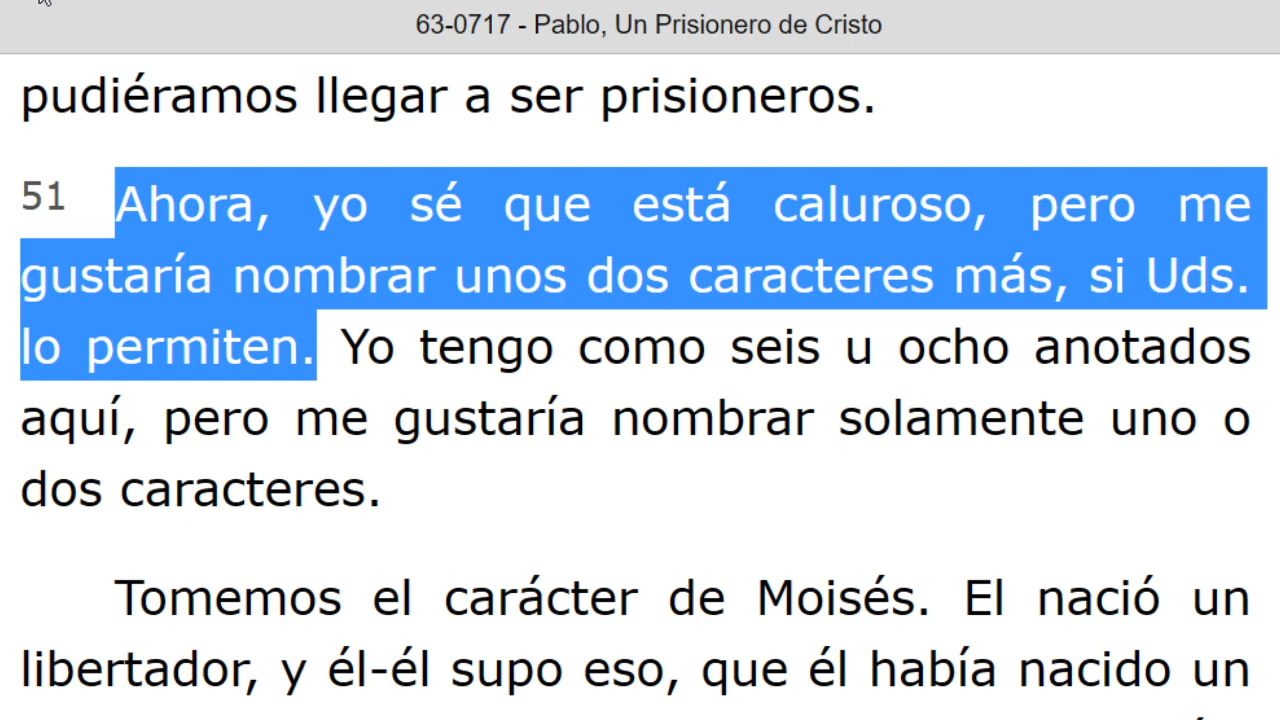 63-0717 - Pablo, Un Prisionero de Cristo
pudiéramos llegar a ser prisioneros.
51 Ahora, yo sé que está caluroso, pero me
gustaría nombrar unos dos caracteres más, si Uds.
lo permiten. Yo tengo como seis u ocho anotados
aquí, pero me gustaría nombrar solamente uno o
dos caracteres.
Tomemos el carácter de Moisés. El nació un
libertador, y él-él supo eso, que él había nacido un